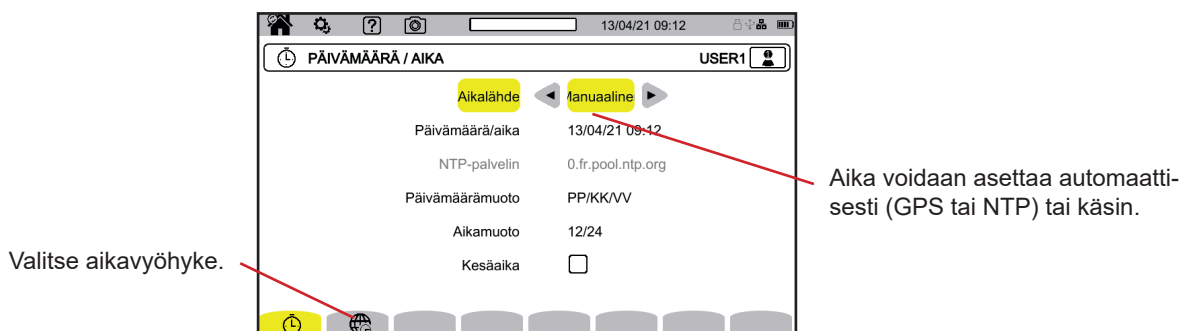 13/04/21 09:12
PÄIVÄMÄÄRÄ / AIKA USER1
Aikalähde Manuaaline
Päivämäärä/aika 13/04/21 09:12
NTP-palvelin 0.fr.pool.ntp.org
Päivämäärämuoto PP/KK/VV
Aikamuoto 12/24
Kesäaika
Aika voidaan asettaa automaatti-
sesti (GPS tai NTP) tai käsin.
Valitse aikavyöhyke.